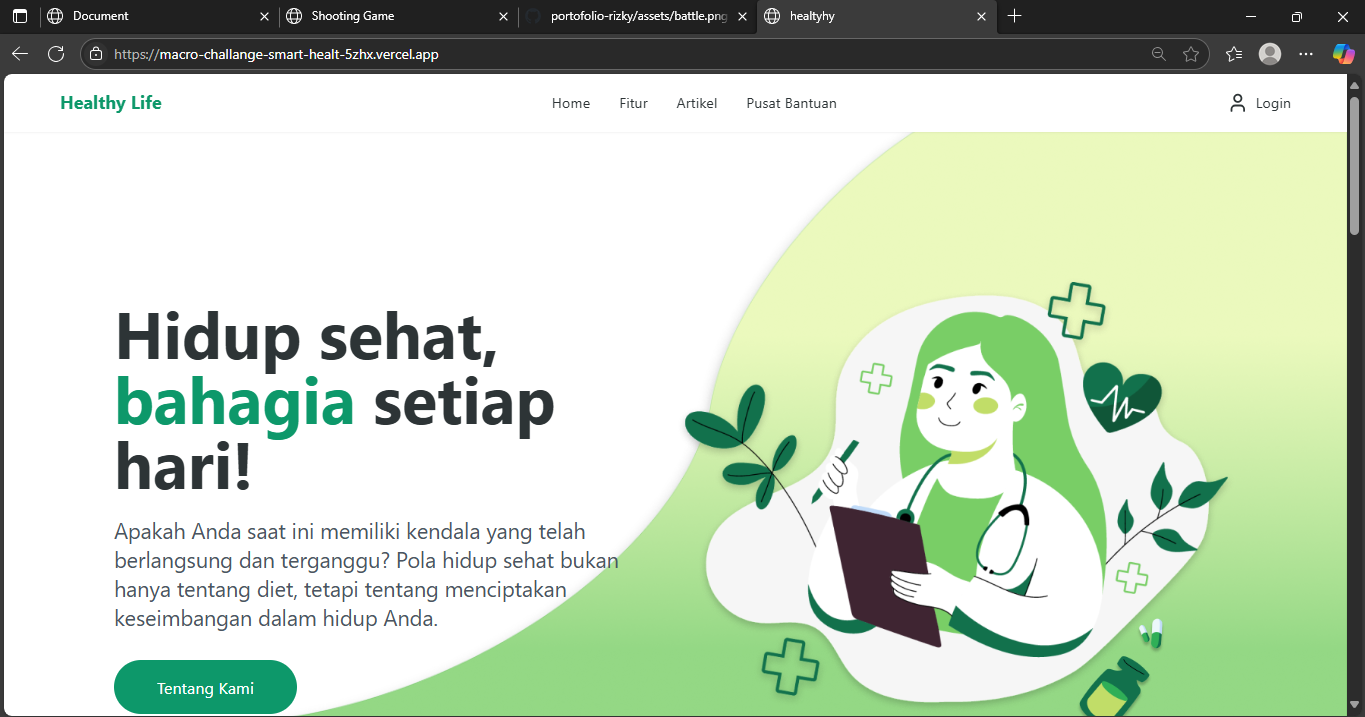 Document
Shooting Game
portofolio-rizky/assets/battle.png
healtyhy
https://macro-challange-smart-healt-5zhx.vercel.app
Healthy Life
Home
Fitur
Artikel
Pusat Bantuan
Login
Hidup sehat,
bahagia setiap
hari!
Apakah Anda saat ini memiliki kendala yang telah
berlangsung dan terganggu? Pola hidup sehat bukan
hanya tentang diet, tetapi tentang menciptakan
keseimbangan dalam hidup Anda.
Tentang Kami